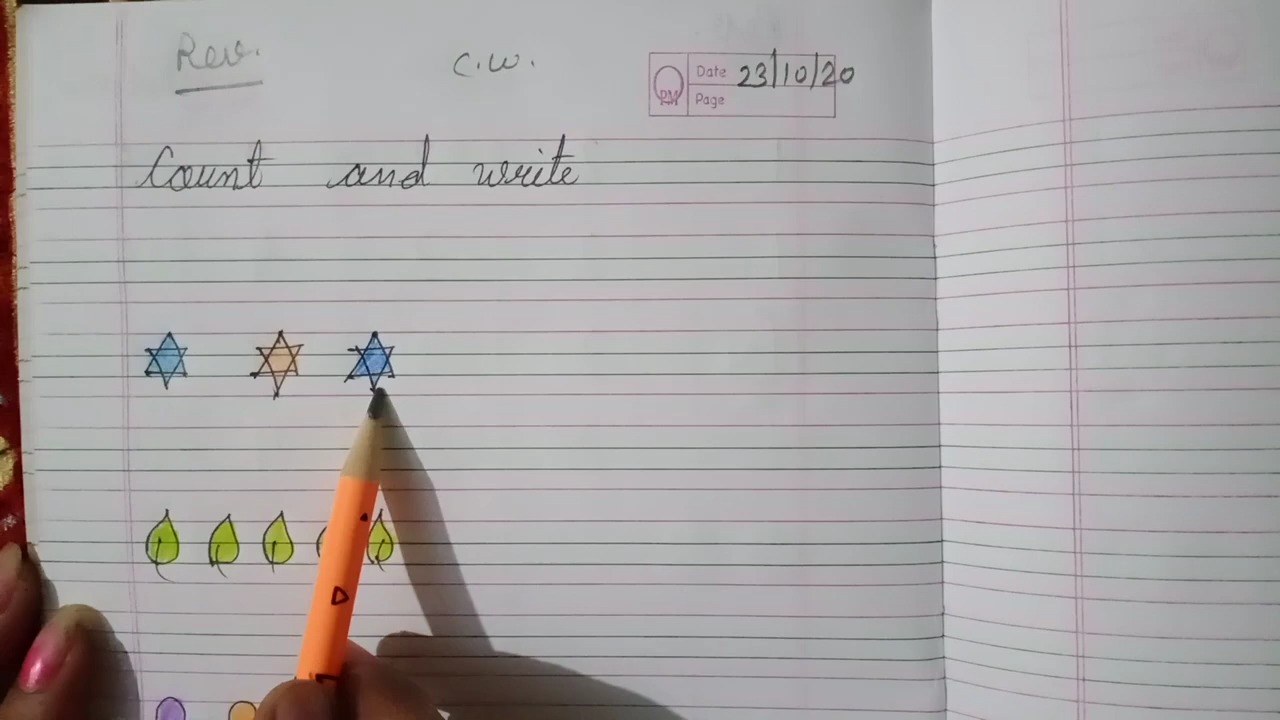 Rev.
C.W.
Date 23/10/20
Page
Count and write